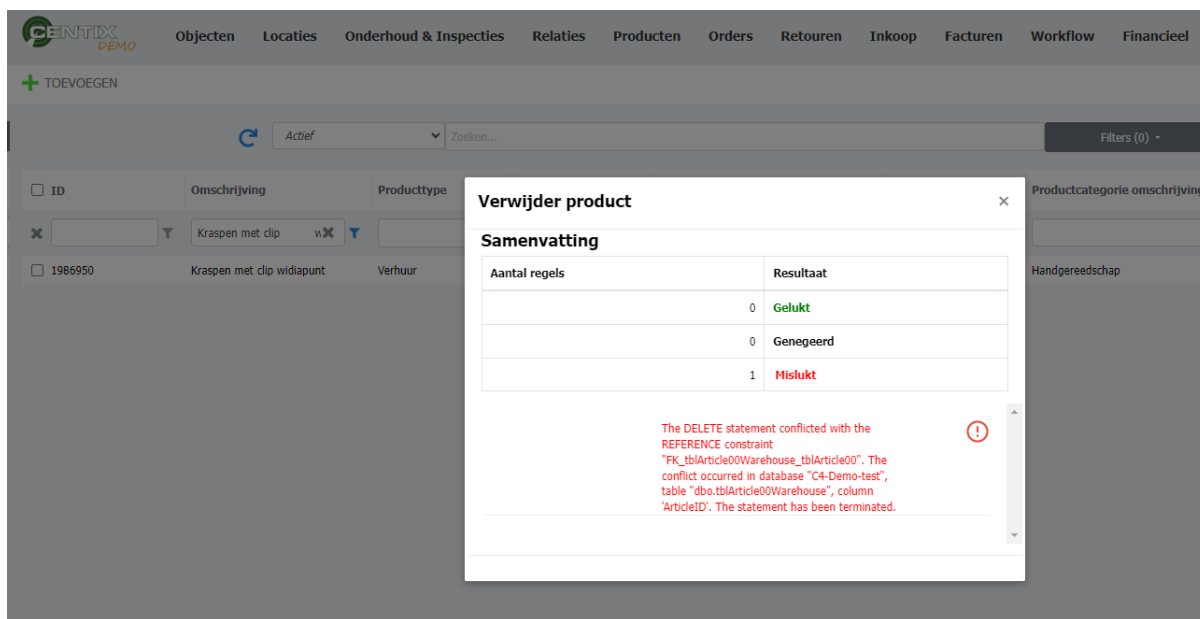 CENTIX
DEMO
Objecten Locaties Onderhoud & Inspecties Relaties Producten Orders Retouren Inkoop Facturen Workflow Financieel
TOEVOEGEN
Actief Zoeken... Filters (0)
ID Omschrijving Producttype Productcategorie omschrijving
Kraspen met clip
1986950 Kraspen met clip widiapunt Verhuur Handgereedschap
Verwijder product ×
Samenvatting
Aantal regels Resultaat
0 Gelukt
0 Genegeerd
1 Mislukt
The DELETE statement conflicted with the
REFERENCE constraint
"FK_tblArticle00Warehouse_tblArticle00". The
conflict occurred in database "C4-Demo-test",
table "dbo.tblArticle00Warehouse", column
'ArticleID'. The statement has been terminated.